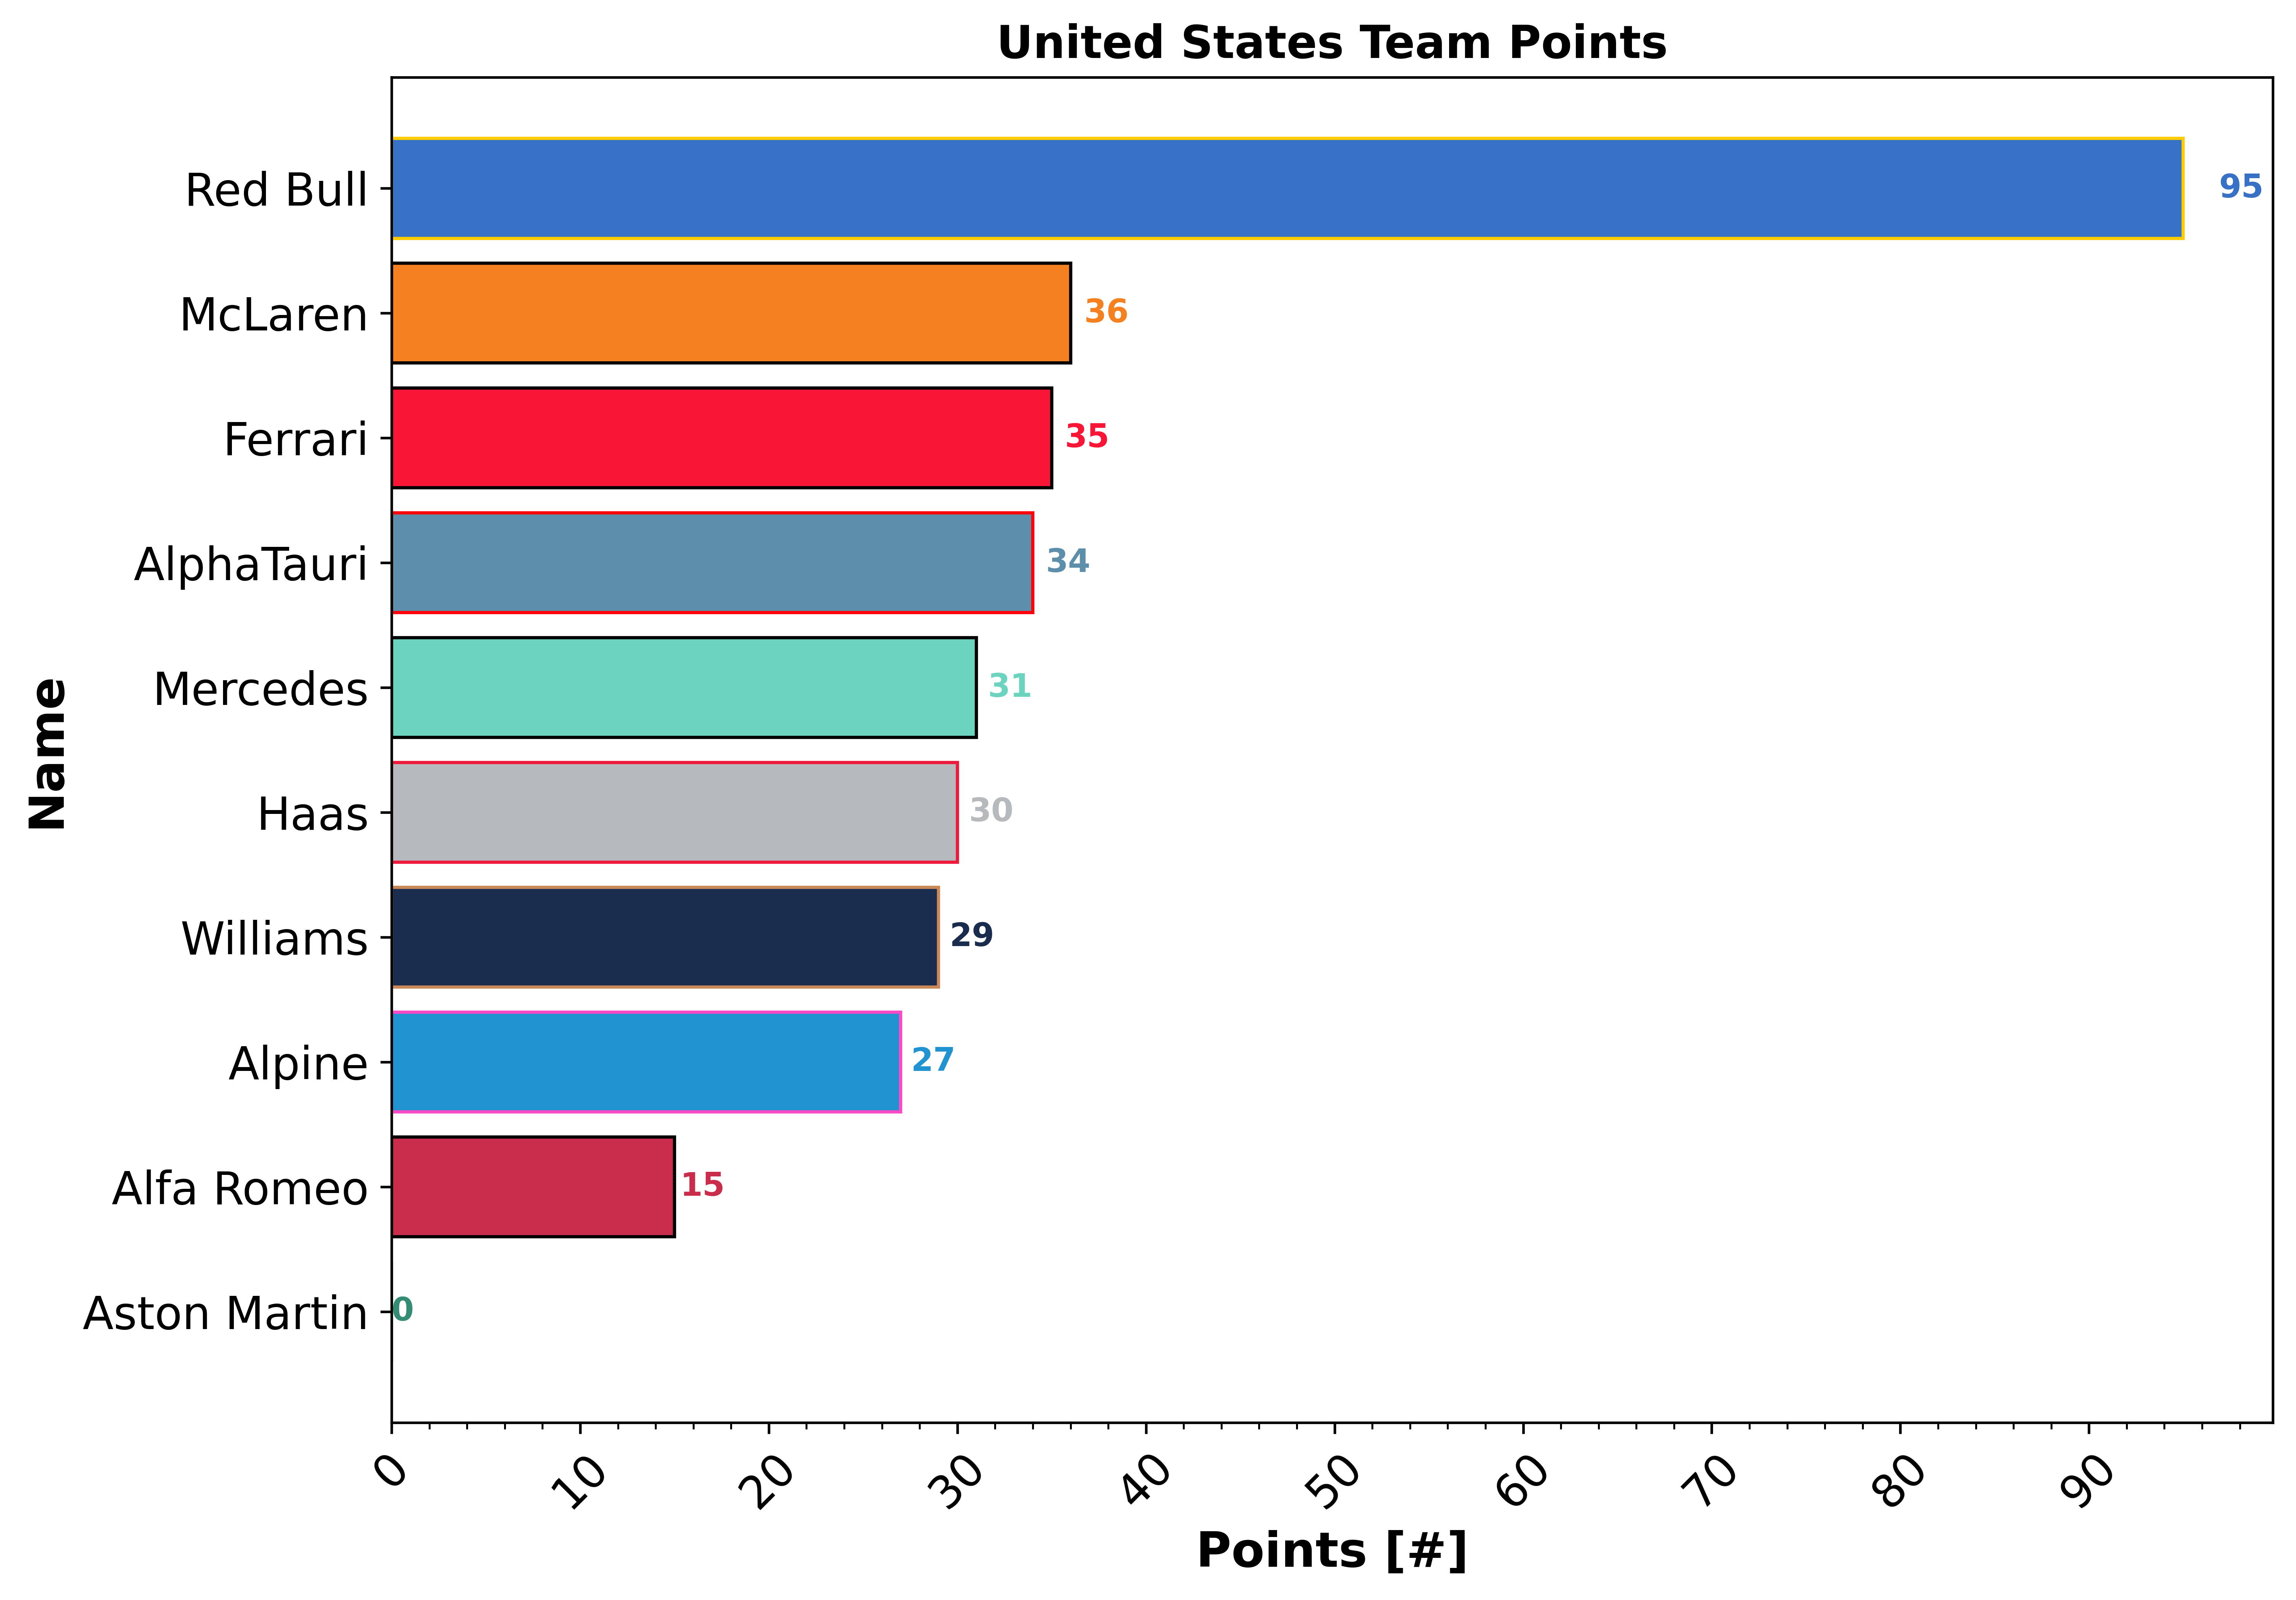 United States Team Points
Name
Red Bull 95
McLaren 36
Ferrari 35
AlphaTauri 34
Mercedes 31
Haas 30
Williams 29
Alpine 27
Alfa Romeo 15
Aston Martin 0
0 10 20 30 40 50 60 70 80 90
Points [#]